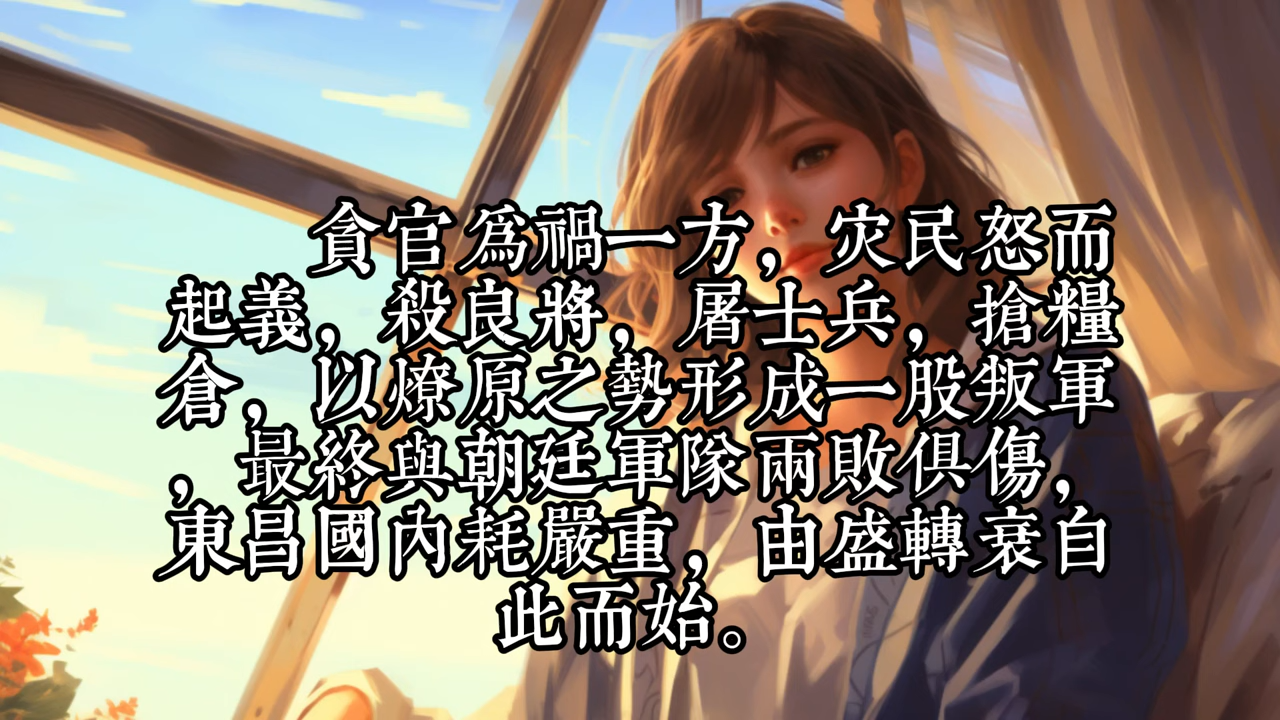 貪官爲禍一方，灾民怒而
起義，殺良將，屠士兵，搶糧
倉，以燎原之勢形成一股叛軍
，最終與朝廷軍隊兩敗俱傷，
東昌國內耗嚴重，由盛轉衰自
此而始。